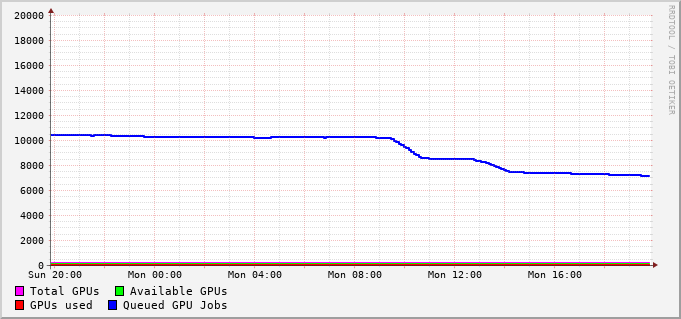 20000
18000
16000
14000
12000
10000
8000
6000
4000
2000
0
Sun 20:00 Mon 00:00 Mon 04:00 Mon 08:00 Mon 12:00 Mon 16:00
Total GPUs Available GPUs
GPUs used Queued GPU Jobs
RRDTOOL / TOBI OETIKER